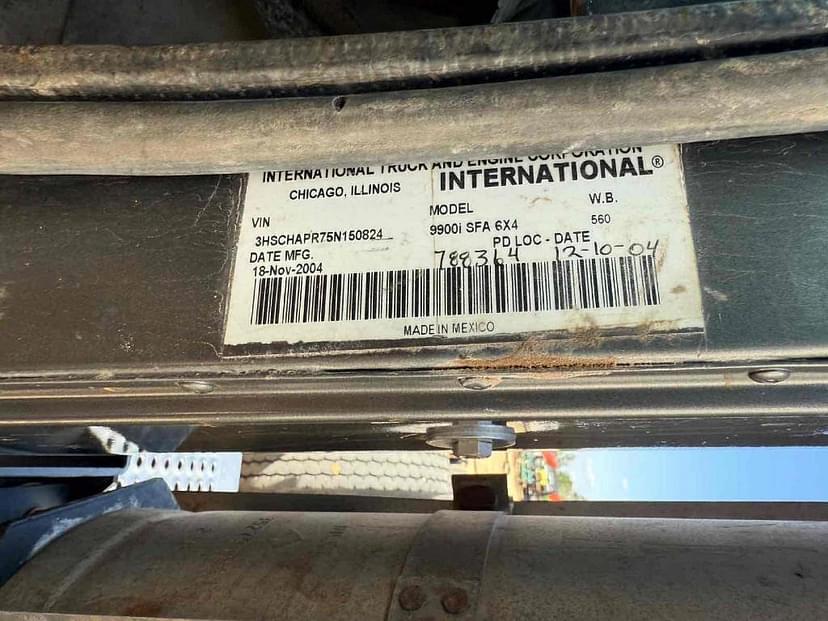 INTERNATIONAL TRUCK AND ENGINE CORPORATION
CHICAGO, ILLINOIS
INTERNATIONAL®
VIN
MODEL
W.B.
3HSCHAPR75N150824
9900i SFA 6X4
560
DATE MFG.
PD LOC - DATE
18-Nov-2004
788364 12-10-04
MADE IN MEXICO